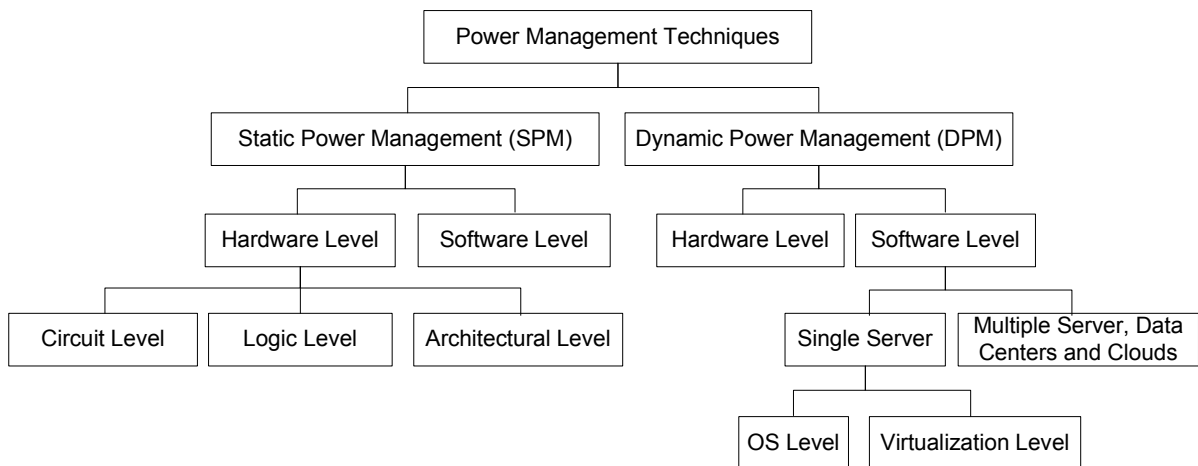 Power Management Techniques
Static Power Management (SPM)
Dynamic Power Management (DPM)
Hardware Level
Software Level
Hardware Level
Software Level
Circuit Level
Logic Level
Architectural Level
Single Server
Multiple Server, Data
Centers and Clouds
OS Level
Virtualization Level